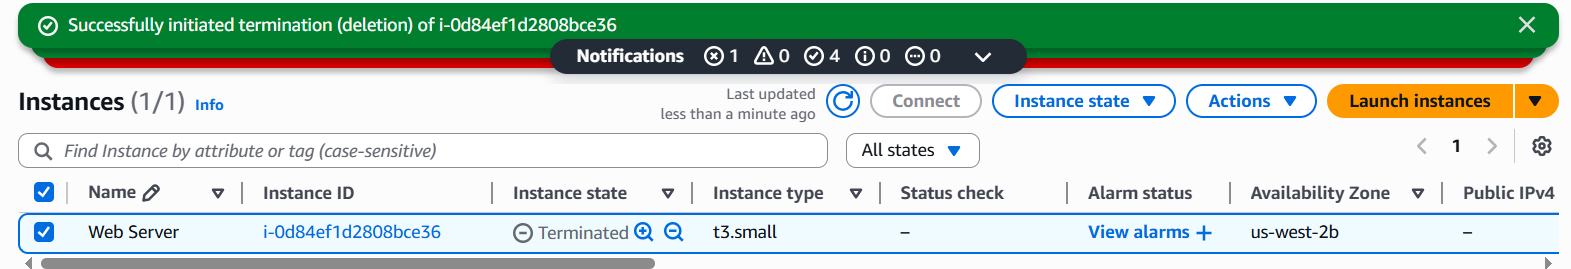 Successfully initiated termination (deletion) of i-0d84ef1d2808bce36
Notifications 1 0 4 0 0
Instances (1/1) Info
Last updated
less than a minute ago
Connect
Instance state
Actions
Launch instances
Find Instance by attribute or tag (case-sensitive)
All states
1
Name Instance ID Instance state Instance type Status check Alarm status Availability Zone Public IPv4
Web Server i-0d84ef1d2808bce36 Terminated t3.small – View alarms + us-west-2b –